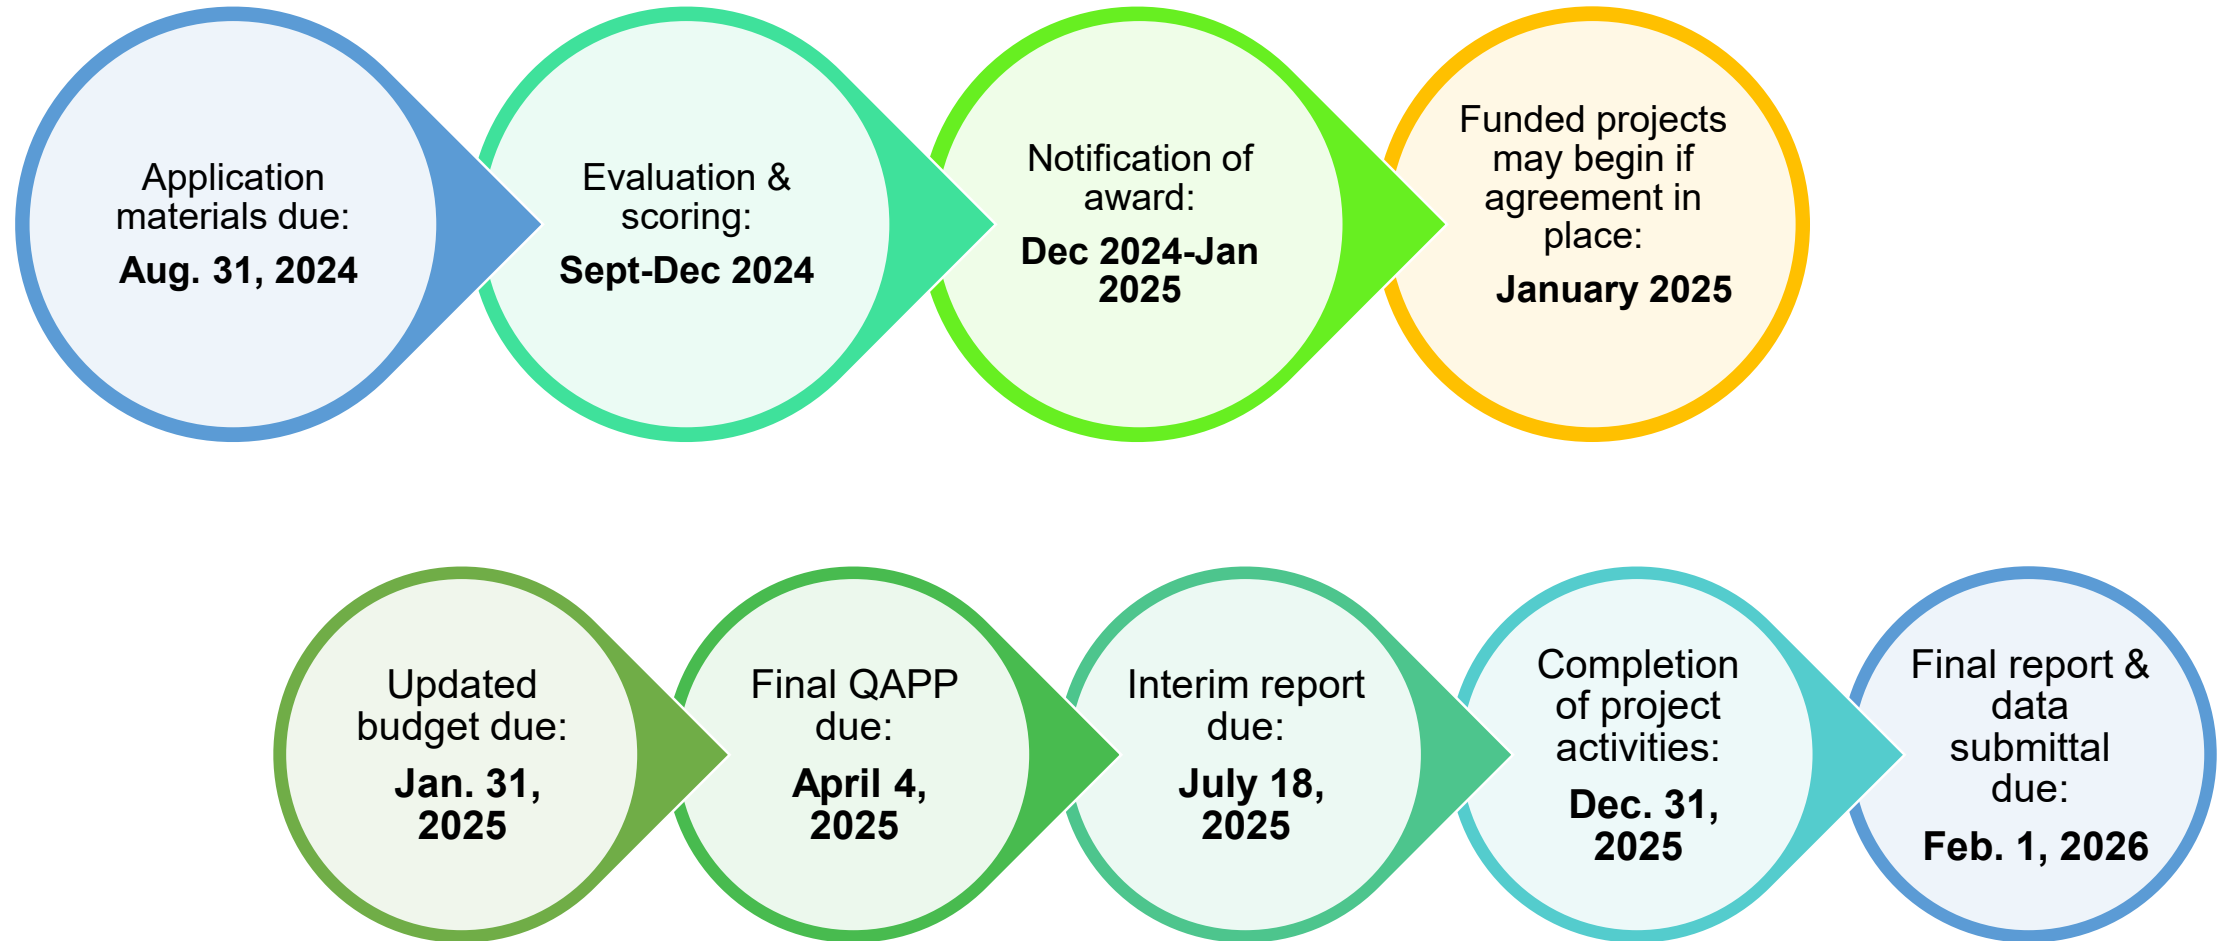 Application
materials due:
Aug. 31, 2024
Evaluation &
scoring:
Sept-Dec 2024
Notification of
award:
Dec 2024-Jan
2025
Funded projects
may begin if
agreement in
place:
January 2025
Updated
budget due:
Jan. 31,
2025
Final QAPP
due:
April 4,
2025
Interim report
due:
July 18,
2025
Completion
of project
activities:
Dec. 31,
2025
Final report &
data
submittal
due:
Feb. 1, 2026